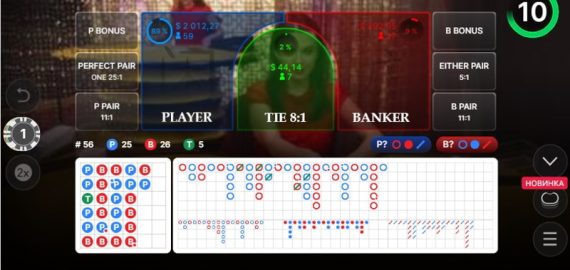 10
P BONUS
89%
$ 2 012,27
59
2%
9%
B BONUS
PERFECT PAIR
ONE 25:1
$ 44,14
7
EITHER PAIR
5:1
P PAIR
11:1
PLAYER
TIE 8:1
BANKER
B PAIR
11:1
1
# 56 P 25 B 26 T 5
P?
B?
2x
НОВИНКА
P B B P B
P B P P P
T B P B
P P P B
P P B B
B B B B